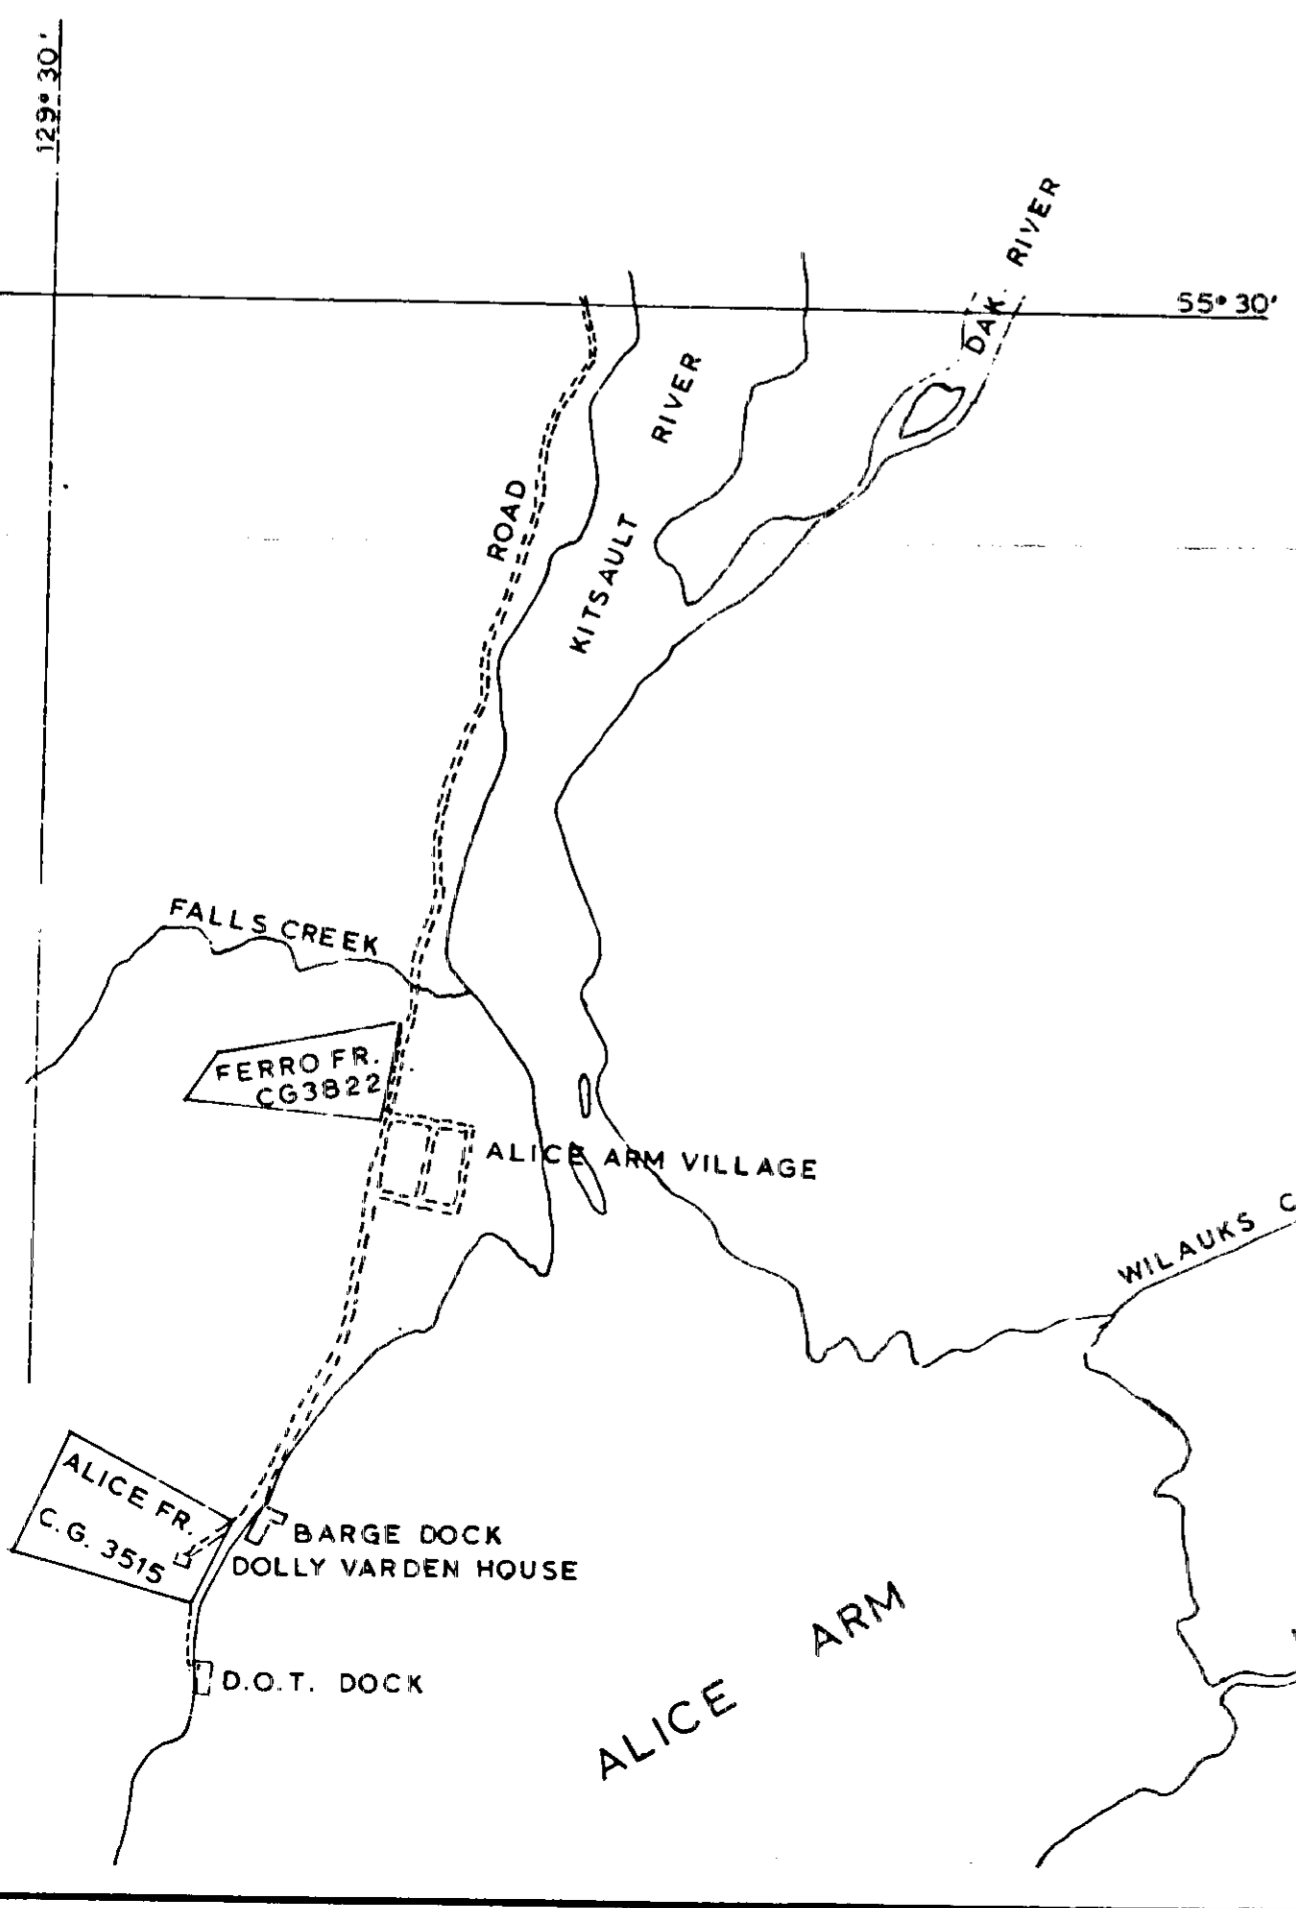 129° 30'
55° 30'
DAK RIVER
KITSAULT RIVER
ROAD
FALLS CREEK
FERRO FR.
CG3822
ALICE ARM VILLAGE
WILAUKS C
ALICE FR.
C.G. 3515
BARGE DOCK
DOLLY VARDEN HOUSE
D.O.T. DOCK
ALICE ARM